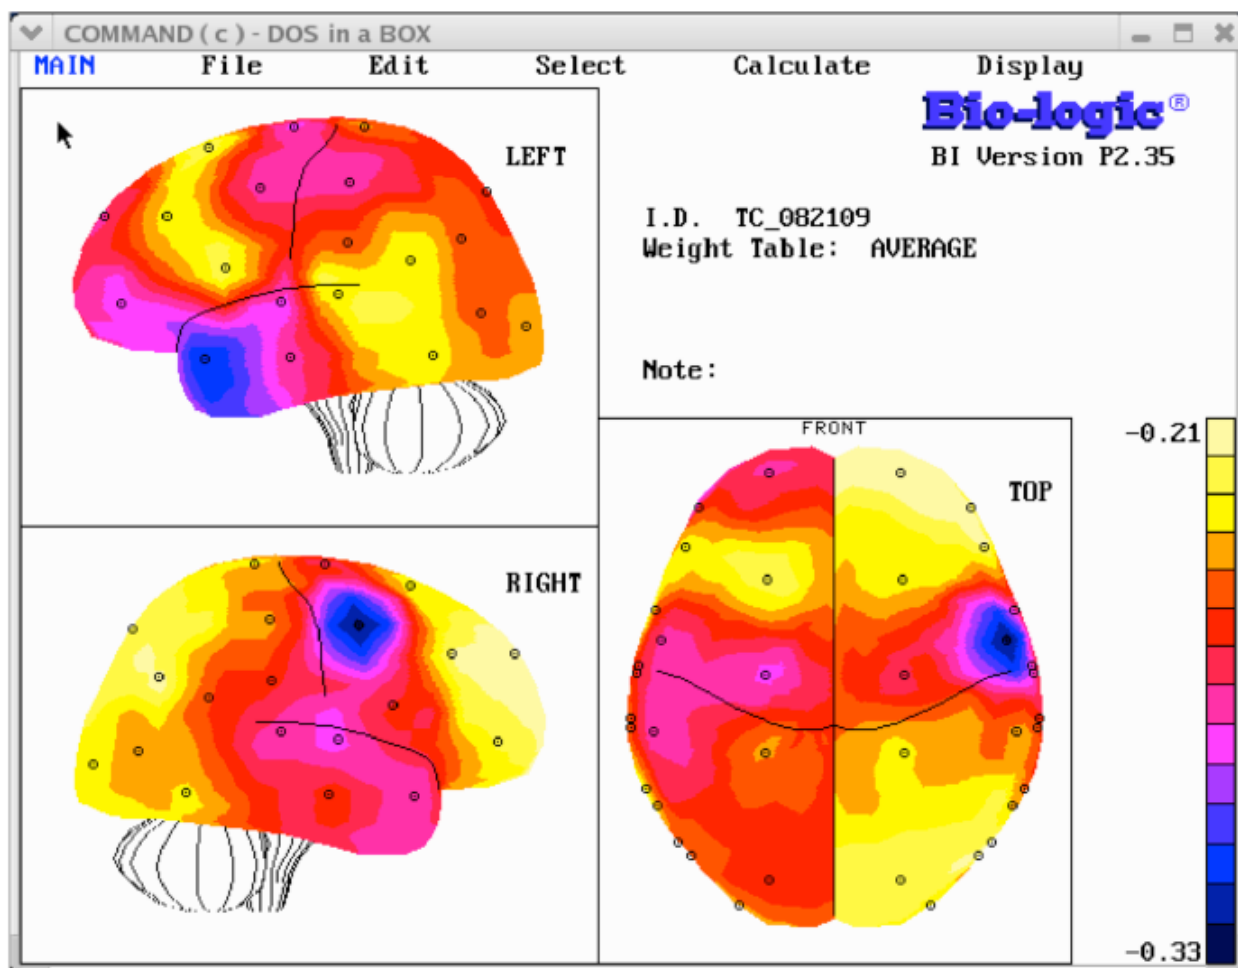 COMMAND ( c ) - DOS in a BOX
MAIN File Edit Select Calculate Display
Bio-logic®
BI Version P2.35
LEFT
I.D. TC_082109
Weight Table: AVERAGE
Note:
RIGHT
FRONT
TOP
-0.21
-0.33